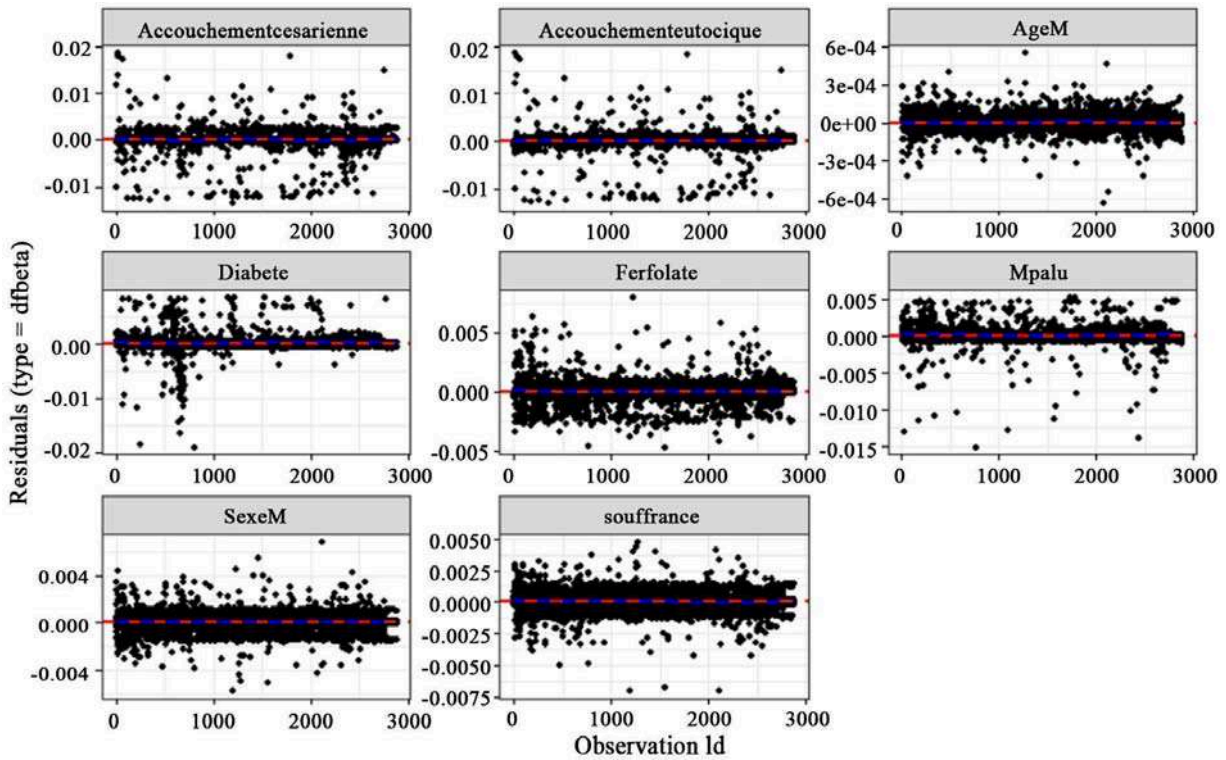 Accouchementcesarienne
Accouchementeutocique
AgeM
0.02
0.01
0.00
-0.01
0 1000 2000 3000
0.02
0.01
0.00
-0.01
0 1000 2000 3000
6e-04
3e-04
0e+00
-3e-04
-6e-04
0 1000 2000 3000
Residuals (type = dfbeta)
Diabete
Ferfolate
Mpalu
0.00
-0.01
-0.02
0 1000 2000 3000
0.005
0.000
-0.005
0 1000 2000 3000
0.005
0.000
-0.005
-0.010
-0.015
0 1000 2000 3000
SexeM
souffrance
0.004
0.000
-0.004
0 1000 2000 3000
0.0050
0.0025
0.0000
-0.0025
-0.0050
-0.0075
0 1000 2000 3000
Observation ld